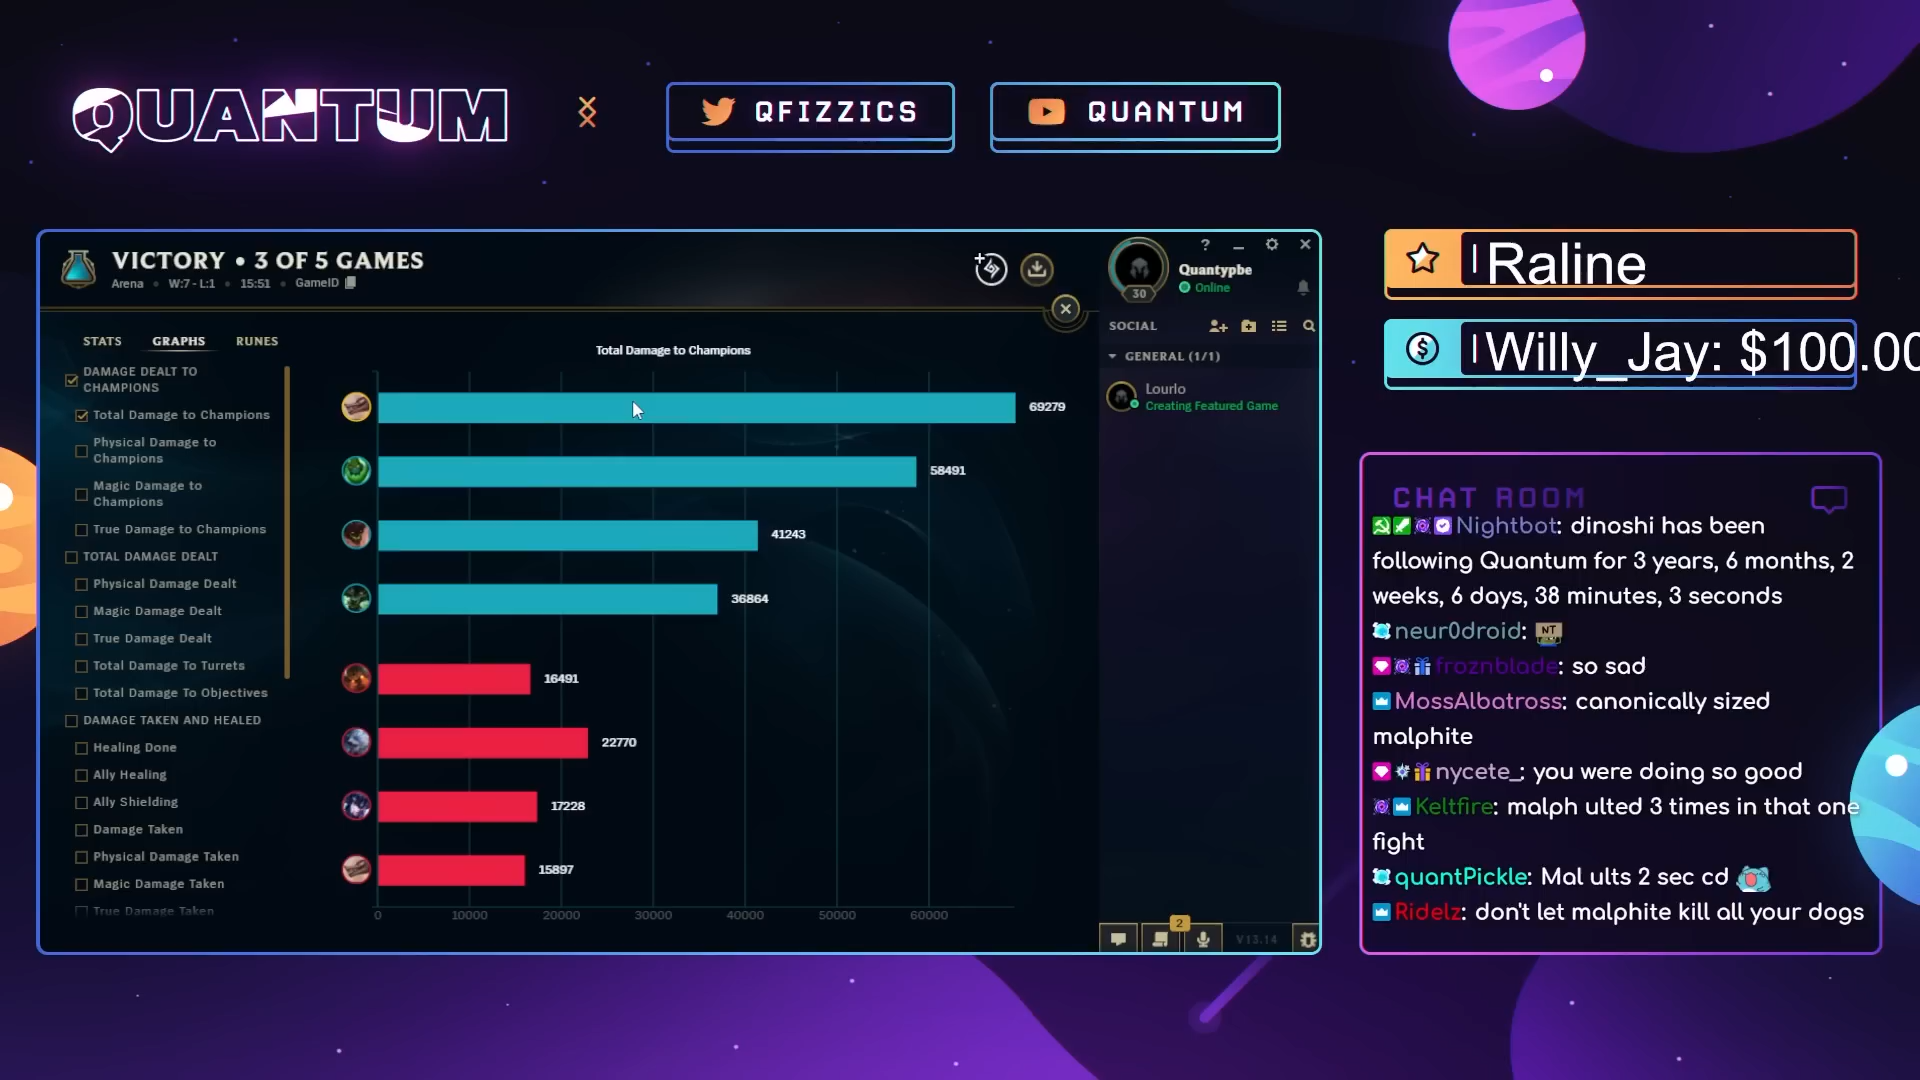 QUANTUM
QFIZZICS
QUANTUM
VICTORY • 3 OF 5 GAMES
Arena • W:7 - L:1 • 15:51 • GameID
STATS GRAPHS RUNES
DAMAGE DEALT TO
CHAMPIONS
Total Damage to Champions
Physical Damage to
Champions
Magic Damage to
Champions
True Damage to Champions
TOTAL DAMAGE DEALT
Physical Damage Dealt
Magic Damage Dealt
True Damage Dealt
Total Damage To Turrets
Total Damage To Objectives
DAMAGE TAKEN AND HEALED
Healing Done
Ally Healing
Ally Shielding
Damage Taken
Physical Damage Taken
Magic Damage Taken
True Damage Taken
Total Damage to Champions
69279
58491
41243
36864
16491
22770
17228
15897
0 10000 20000 30000 40000 50000 60000
?
30
Quantypbe
Online
SOCIAL
GENERAL (1/1)
Lourlo
Creating Featured Game
2
V13.14
Raline
Willy_Jay: $100.00
CHAT ROOM
Nightbot: dinoshi has been
following Quantum for 3 years, 6 months, 2
weeks, 6 days, 38 minutes, 3 seconds
neur0droid: NT
froznblade: so sad
MossAlbatross: canonically sized
malphite
nycete_: you were doing so good
Keltfire: malph ulted 3 times in that one
fight
quantPickle: Mal ults 2 sec cd
Ridelz: don't let malphite kill all your dogs